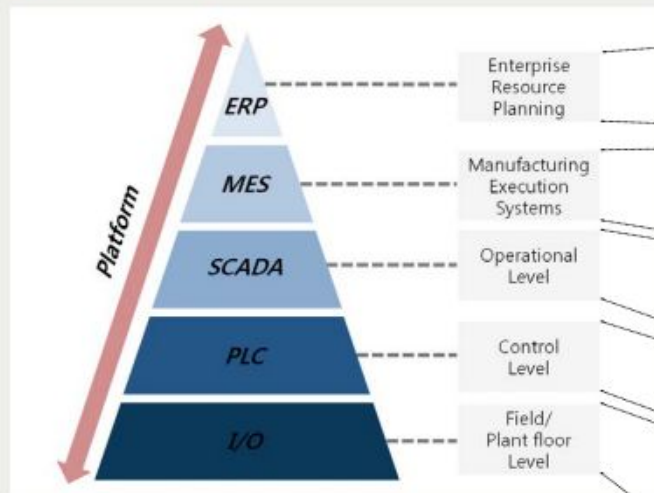 Platform
ERP
MES
SCADA
PLC
I/O
Enterprise
Resource
Planning
Manufacturing
Execution
Systems
Operational
Level
Control
Level
Field/
Plant floor
Level